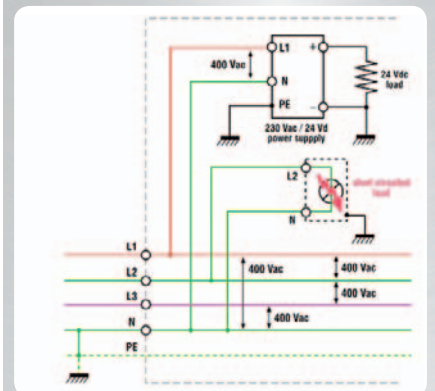 L1
+
400 Vac
N
24 Vdc
load
PE
–
230 Vac / 24 Vd
power suppply
L2
short-circuited
load
N
L1
L2
400 Vac
400 Vac
L3
400 Vac
400 Vac
N
PE